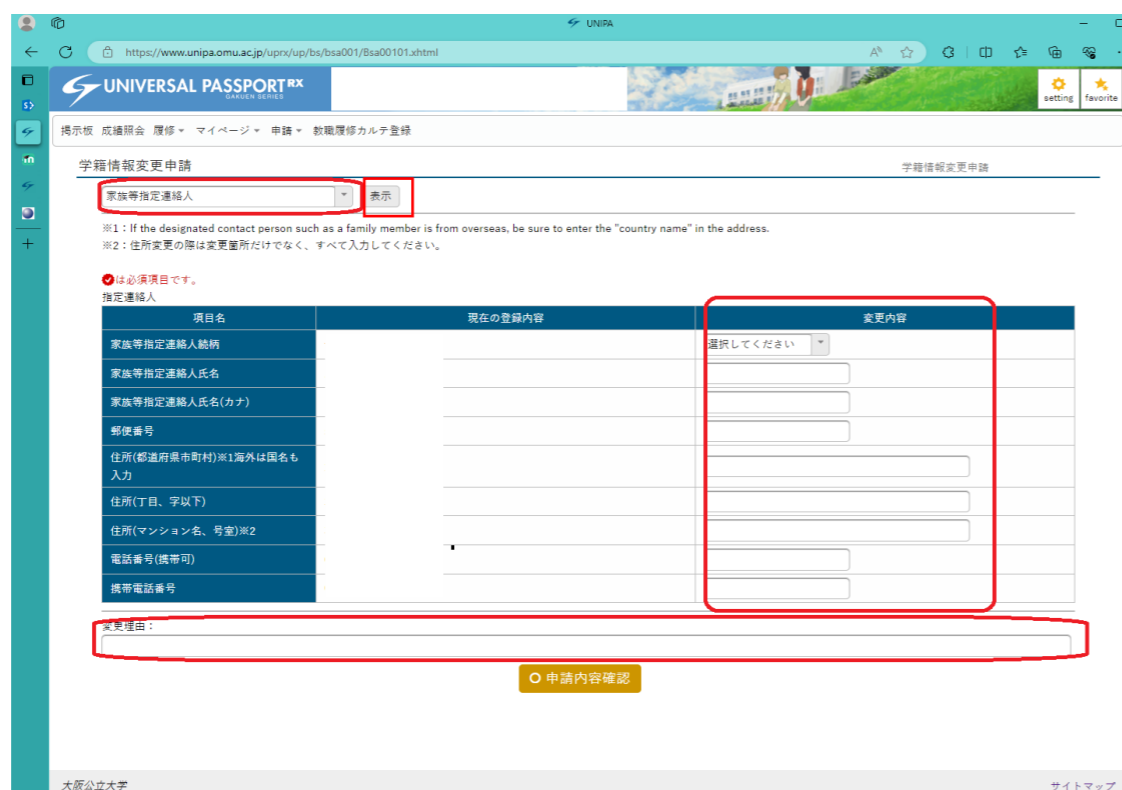 UNIPA
https://www.unipa.omu.ac.jp/uprx/up/bs/bsa001/Bsa00101.xhtml
UNIVERSAL PASSPORT RX
GAKUEN SERIES
setting favorite
掲示板 成績照会 履修 マイページ 申請 教職履修カルテ登録
学籍情報変更申請 学籍情報変更申請
家族等指定連絡人 表示
※1：If the designated contact person such as a family member is from overseas, be sure to enter the "country name" in the address.
※2：住所変更の際は変更箇所だけでなく、すべて入力してください。
は必須項目です。
指定連絡人
項目名 現在の登録内容 変更内容
家族等指定連絡人続柄 選択してください
家族等指定連絡人氏名
家族等指定連絡人氏名(カナ)
郵便番号
住所(都道府県市町村)※1海外は国名も
入力
住所(丁目、字以下)
住所(マンション名、号室)※2
電話番号(携帯可)
携帯電話番号
変更理由：
申請内容確認
大阪公立大学 サイトマップ